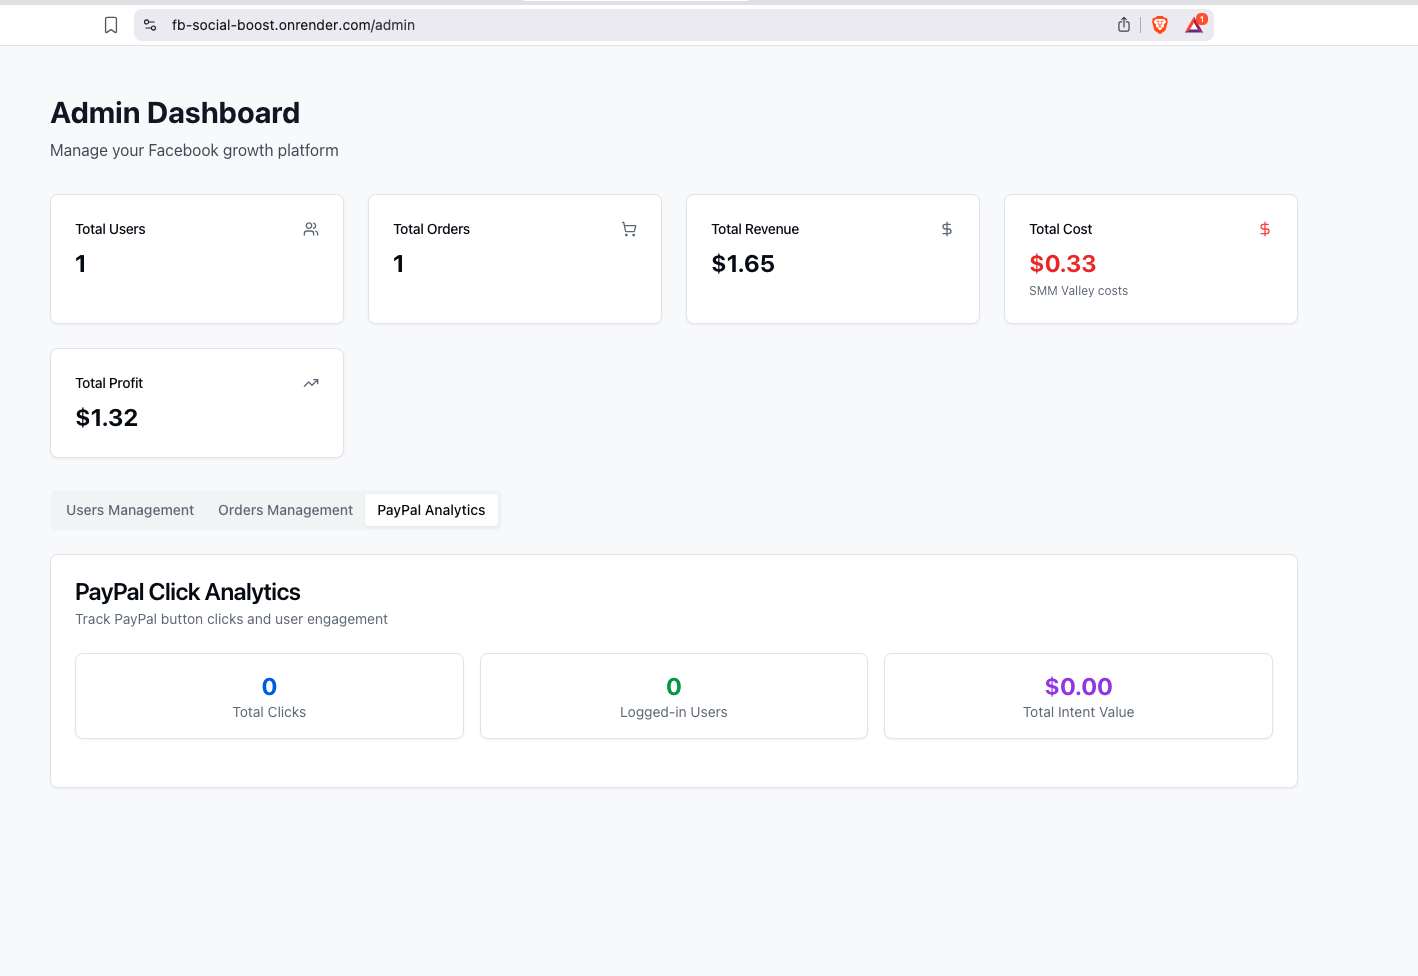 fb-social-boost.onrender.com/admin
1
Admin Dashboard
Manage your Facebook growth platform
Total Users
1
Total Orders
1
Total Revenue
$1.65
Total Cost
$0.33
SMM Valley costs
Total Profit
$1.32
Users Management Orders Management PayPal Analytics
PayPal Click Analytics
Track PayPal button clicks and user engagement
0
Total Clicks
0
Logged-in Users
$0.00
Total Intent Value